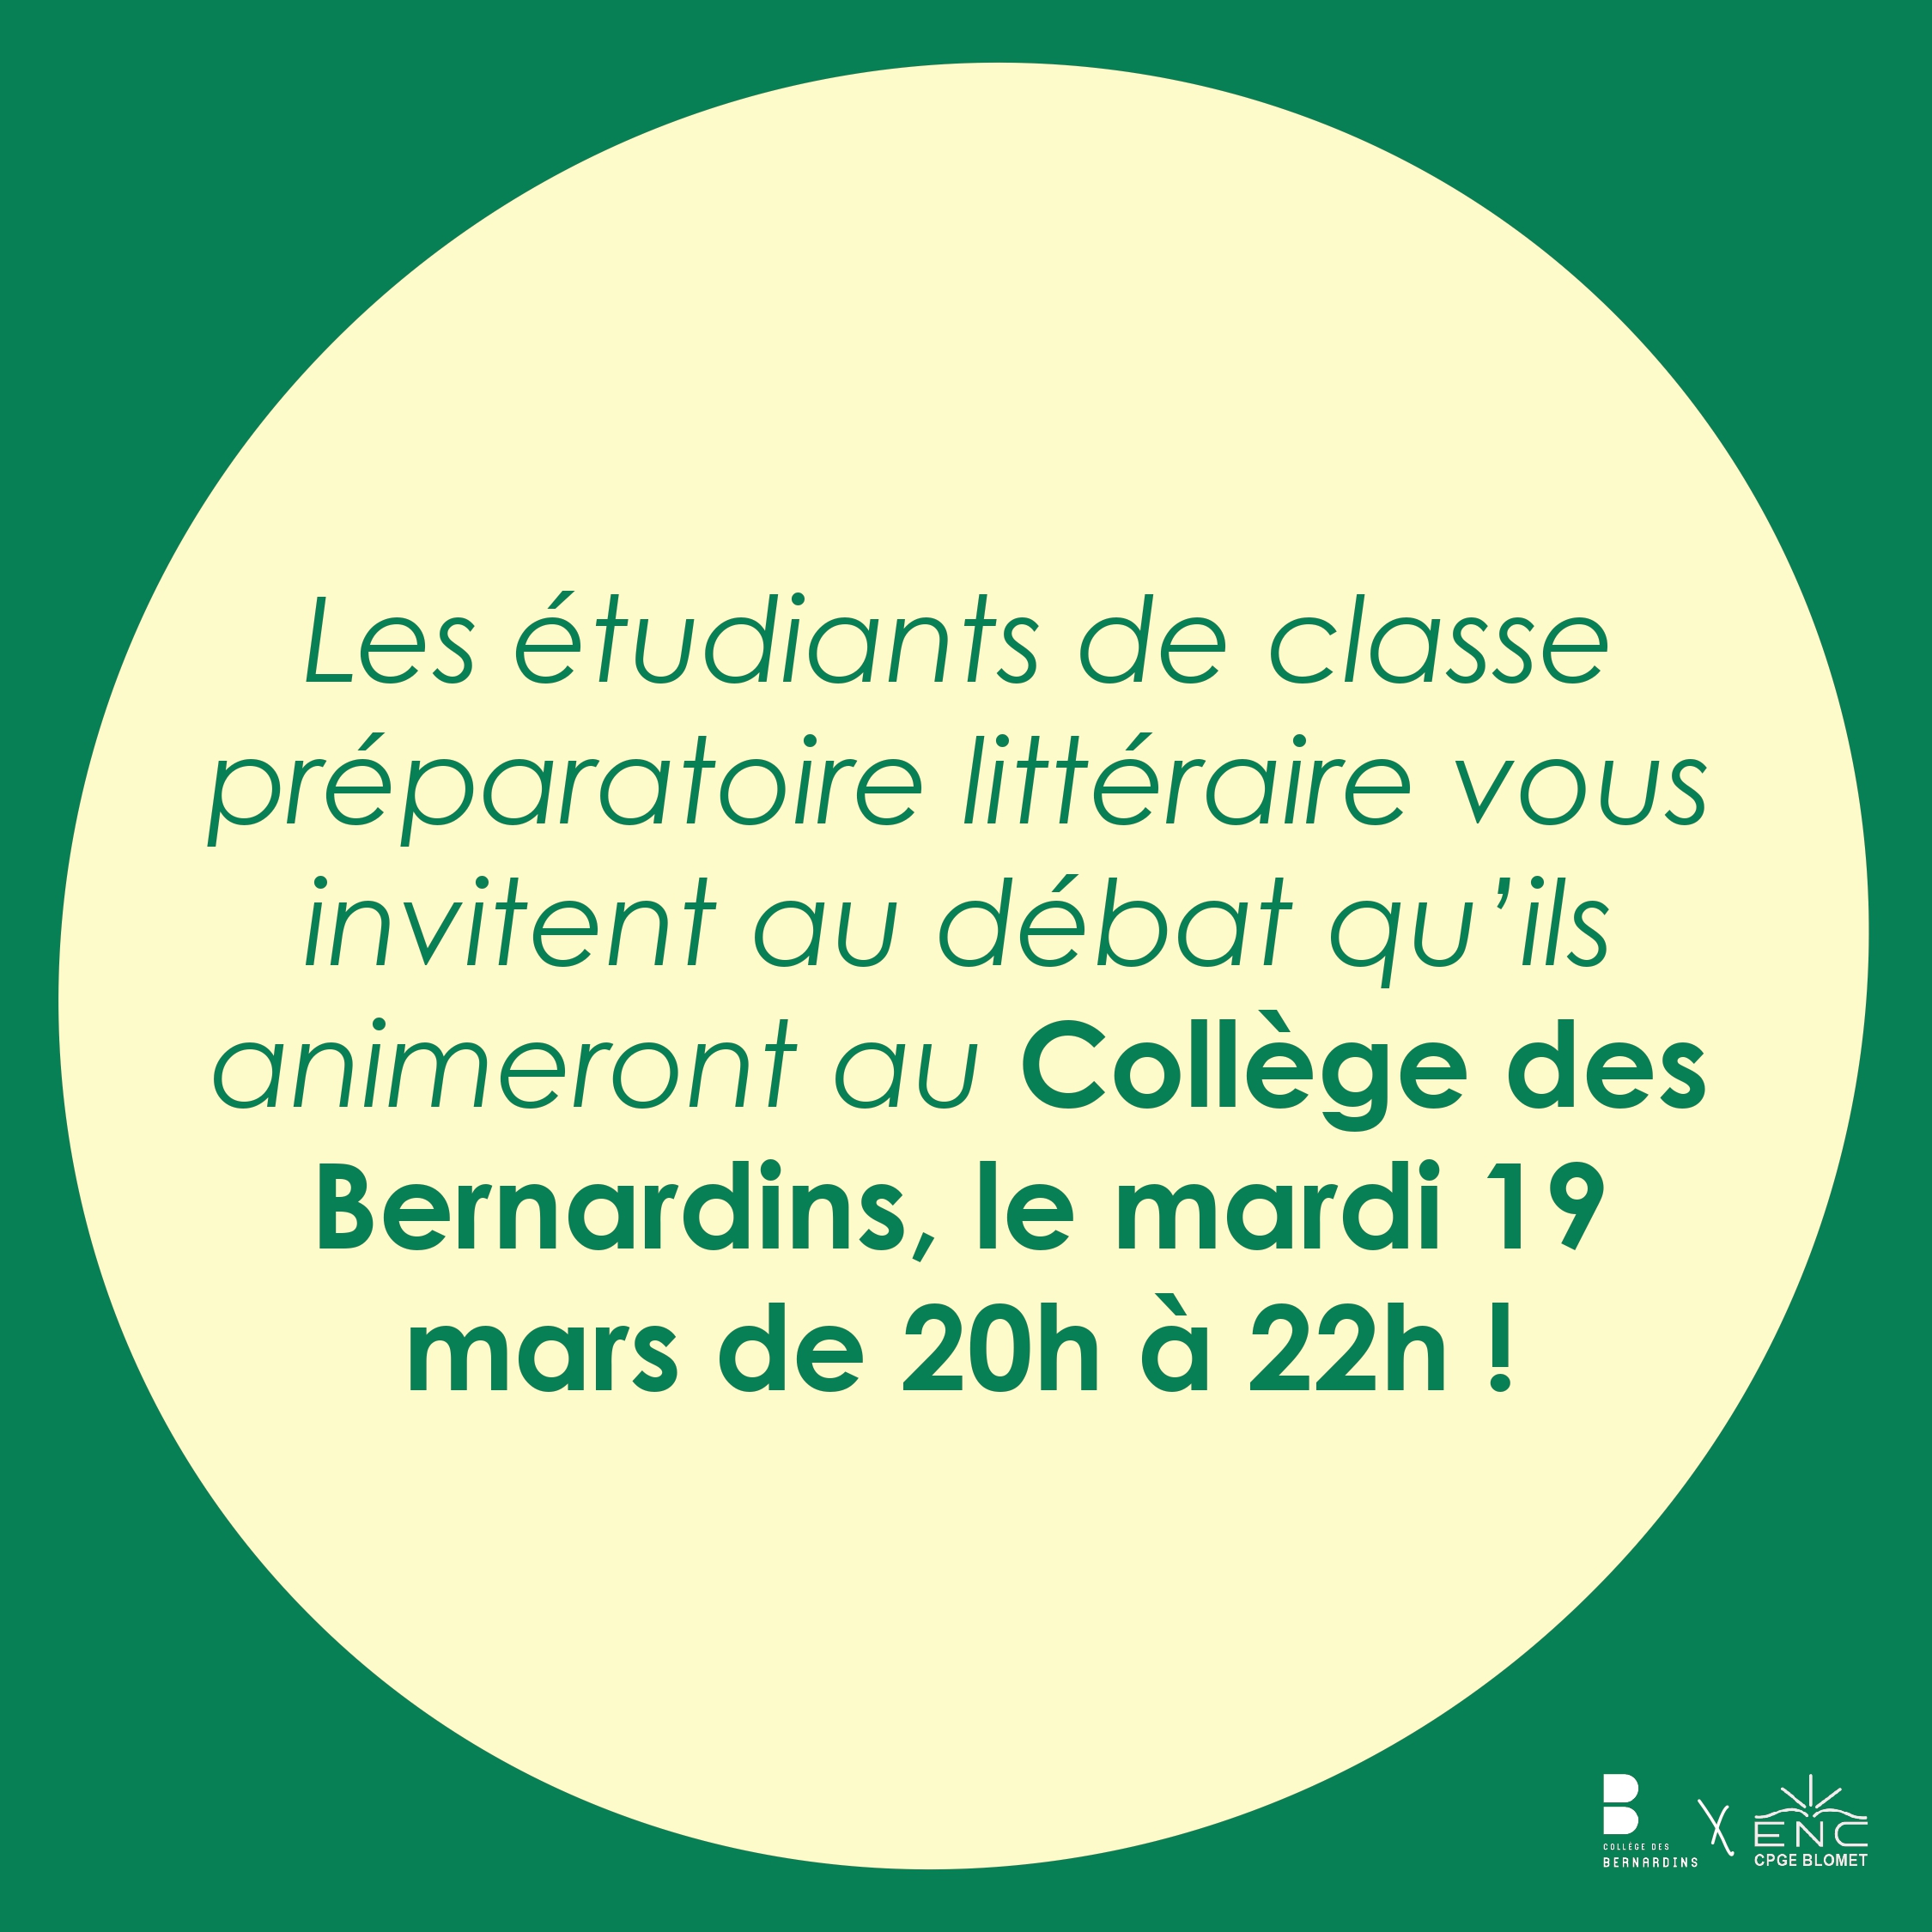 Les étudiants de classe
préparatoire littéraire vous
invitent au débat qu’ils
animeront au Collège des
Bernardins, le mardi 19
mars de 20h à 22h !
COLLÈGE DES
BERNARDINS
X
ENC
CPGE BLOMET